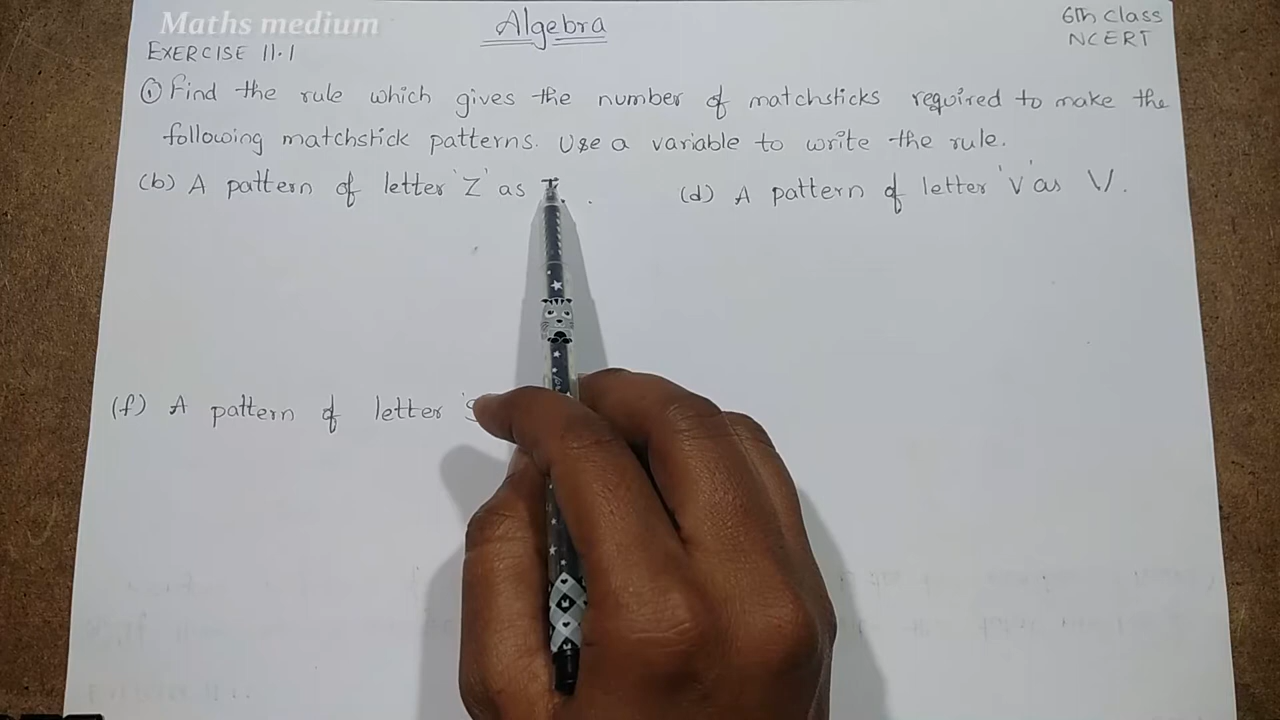 Maths medium
Algebra
6th Class
NCERT
EXERCISE 11.1
① Find the rule which gives the number of matchsticks required to make the
following matchstick patterns. Use a variable to write the rule.
(b) A pattern of letter 'Z' as
(d) A pattern of letter 'V' as V.
(f) A pattern of letter